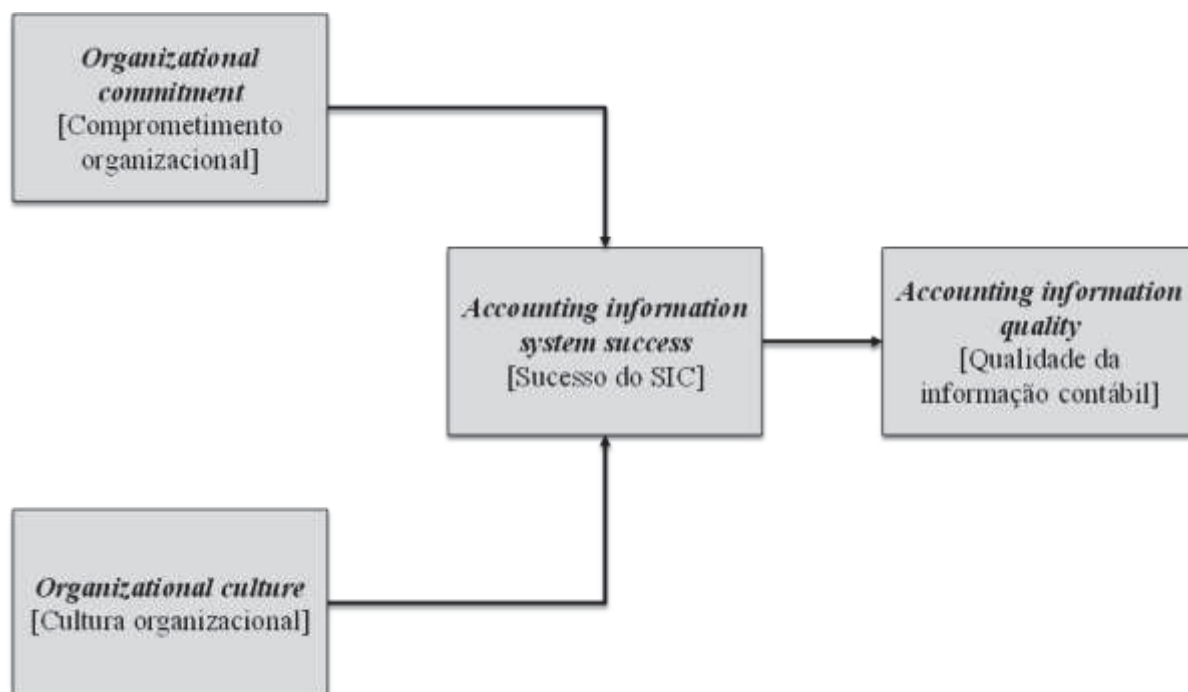 Organizational
commitment
[Comprometimento
organizacional]
Accounting information
system success
[Sucesso do SIC]
Accounting information
quality
[Qualidade da
informação contábil]
Organizational culture
[Cultura organizacional]